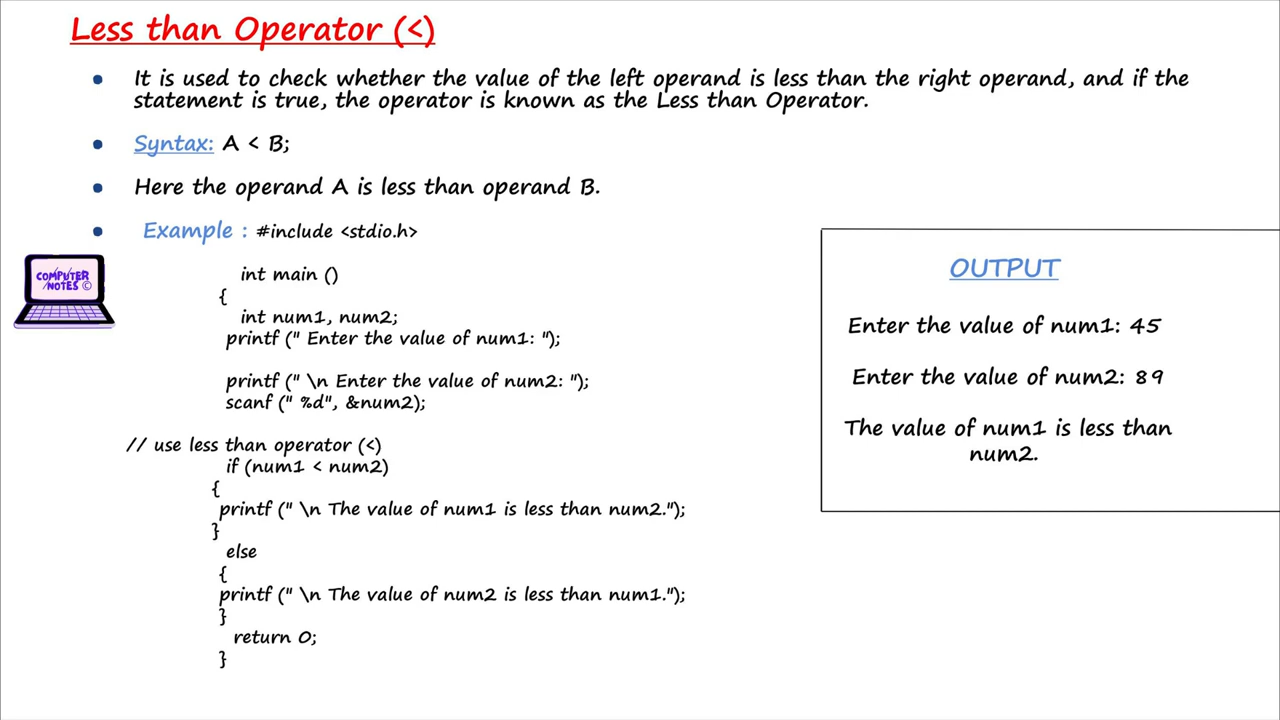 Less than Operator (<)
It is used to check whether the value of the left operand is less than the right operand, and if the
statement is true, the operator is known as the Less than Operator.
Syntax: A < B;
Here the operand A is less than operand B.
Example : #include <stdio.h>
int main ()
{
int num1, num2;
printf (" Enter the value of num1: ");
printf (" \n Enter the value of num2: ");
scanf (" %d", &num2);
// use less than operator (<)
if (num1 < num2)
{
printf (" \n The value of num1 is less than num2.");
}
else
{
printf (" \n The value of num2 is less than num1.");
}
return 0;
}
COMPUTER
NOTES ©
OUTPUT
Enter the value of num1: 45
Enter the value of num2: 89
The value of num1 is less than
num2.